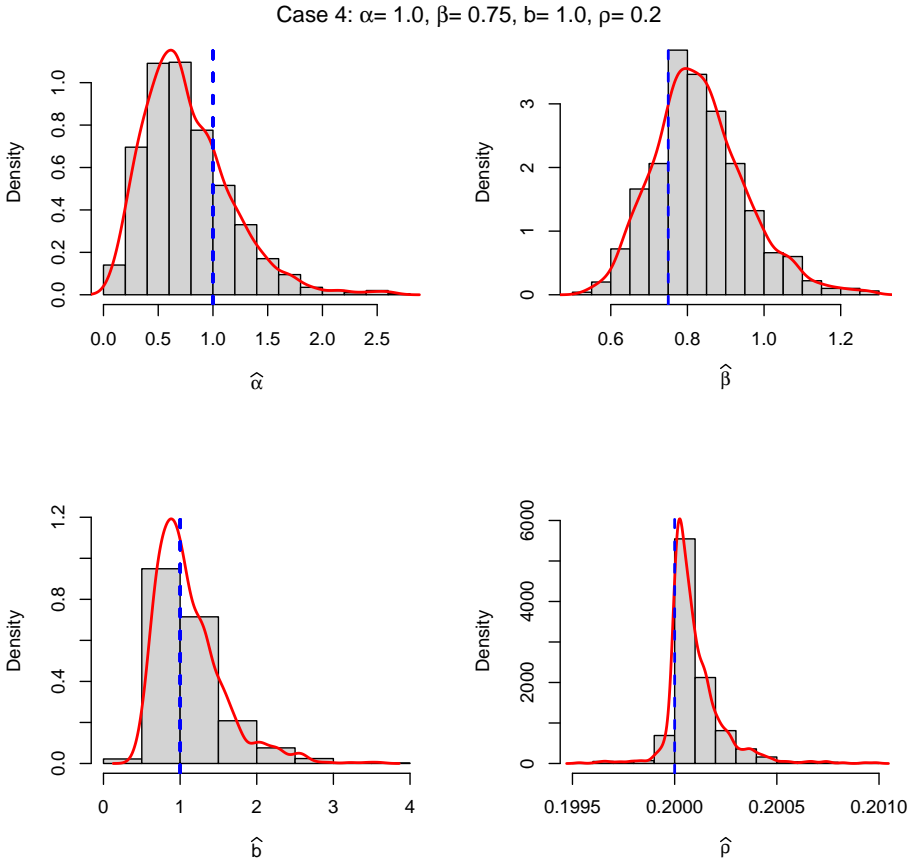 Case 4: α= 1.0, β= 0.75, b= 1.0, ρ= 0.2
Density
0.0 0.2 0.4 0.6 0.8 1.0
0.0 0.5 1.0 1.5 2.0 2.5
α̂
Density
0 1 2 3
0.6 0.8 1.0 1.2
β̂
Density
0.0 0.4 0.8 1.2
0 1 2 3 4
b̂
Density
0 2000 4000 6000
0.1995 0.2000 0.2005 0.2010
ρ̂